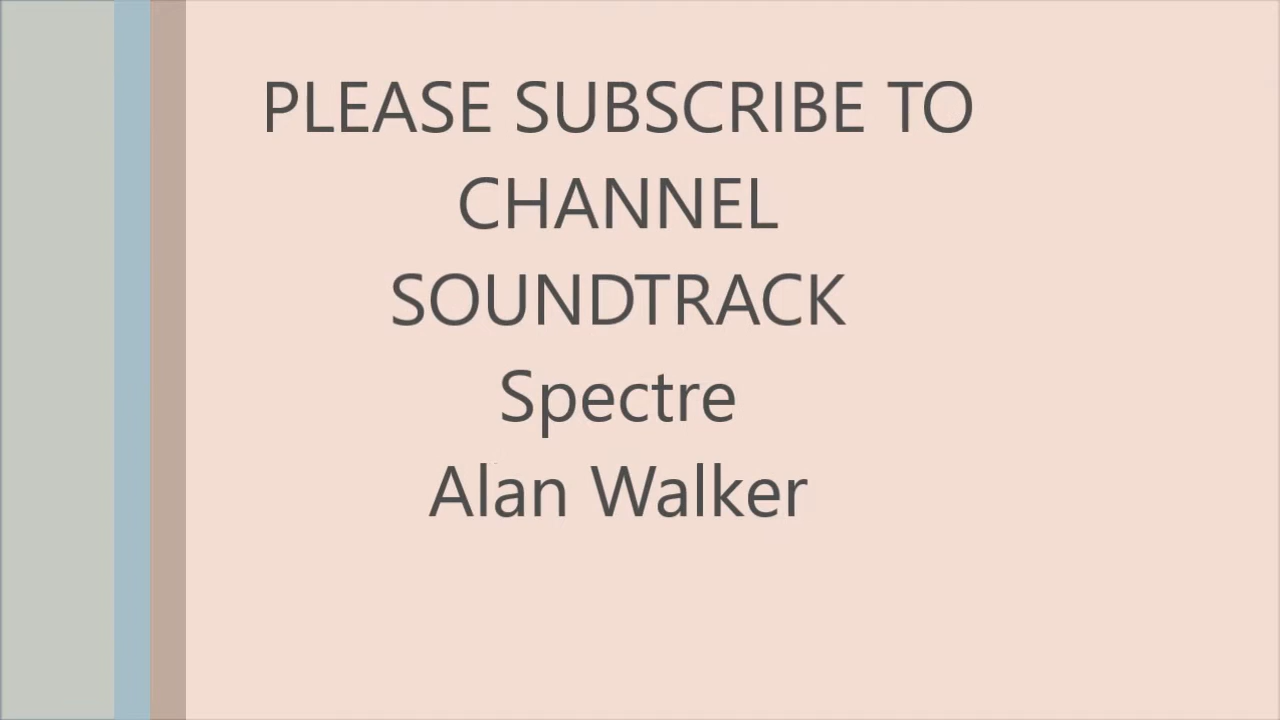 PLEASE SUBSCRIBE TO
CHANNEL
SOUNDTRACK
Spectre
Alan Walker